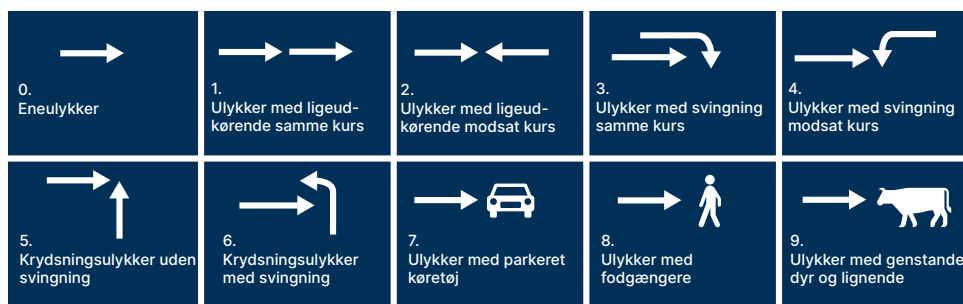 0.
Eneulykker
1.
Ulykker med ligeud-
kørende samme kurs
2.
Ulykker med ligeud-
kørende modsat kurs
3.
Ulykker med svingning
samme kurs
4.
Ulykker med svingning
modsat kurs
5.
Krydsningsulykker uden
svingning
6.
Krydsningsulykker
med svingning
7.
Ulykker med parkeret
køretøj
8.
Ulykker med
fodgængere
9.
Ulykker med genstande
dyr og lignende